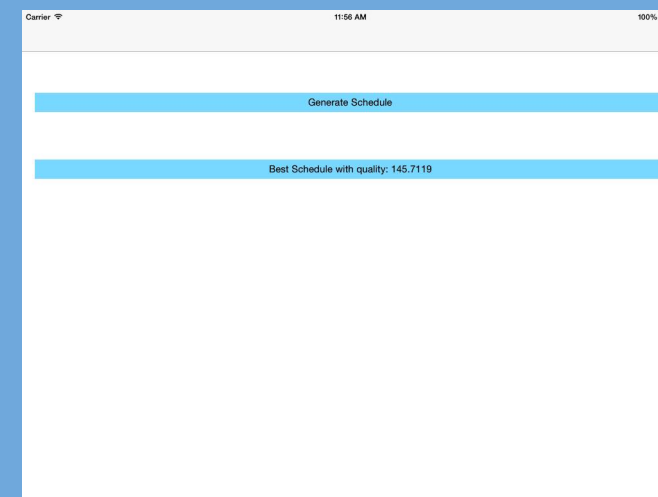 Carrier 11:56 AM 100%
Generate Schedule
Best Schedule with quality: 145.7119